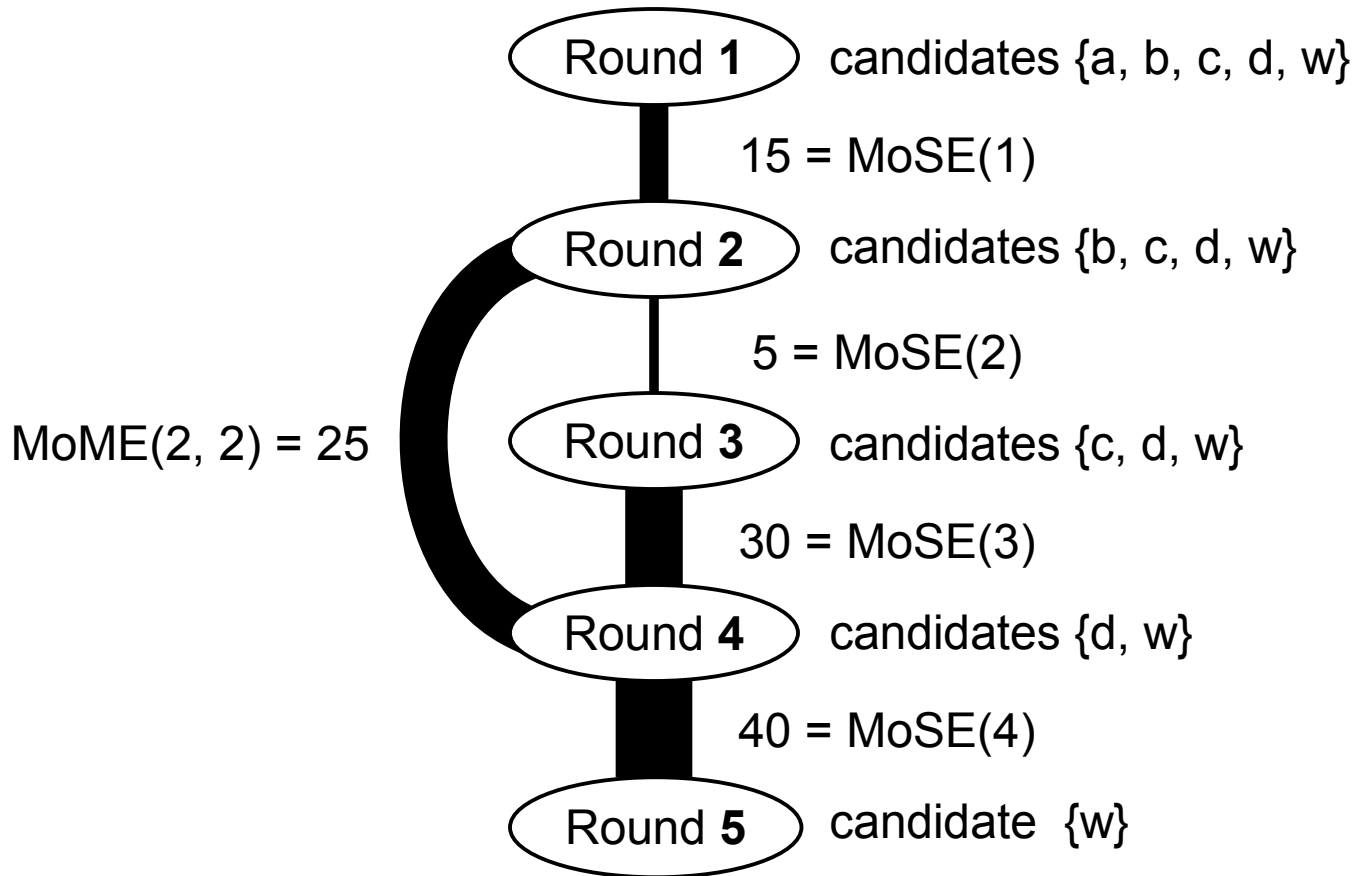 Round 1 candidates {a, b, c, d, w}
15 = MoSE(1)
Round 2 candidates {b, c, d, w}
5 = MoSE(2)
MoME(2, 2) = 25
Round 3 candidates {c, d, w}
30 = MoSE(3)
Round 4 candidates {d, w}
40 = MoSE(4)
Round 5 candidate {w}